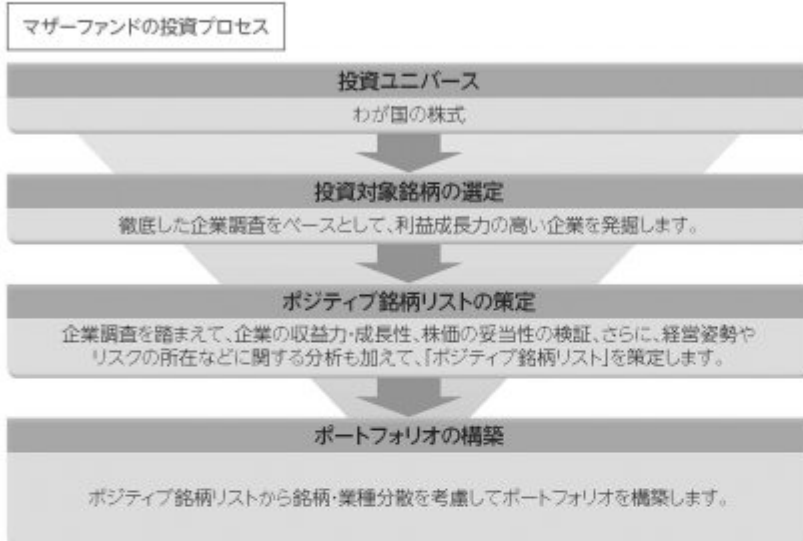 マザーファンドの投資プロセス
投資ユニバース
わが国の株式
投資対象銘柄の選定
徹底した企業調査をベースとして、利益成長力の高い企業を発掘します。
ポジティブ銘柄リストの策定
企業調査を踏まえて、企業の収益力・成長性、株価の妥当性の検証、さらに、経営姿勢や
リスクの所在などに関する分析も加えて、「ポジティブ銘柄リスト」を策定します。
ポートフォリオの構築
ポジティブ銘柄リストから銘柄・業種分散を考慮してポートフォリオを構築します。